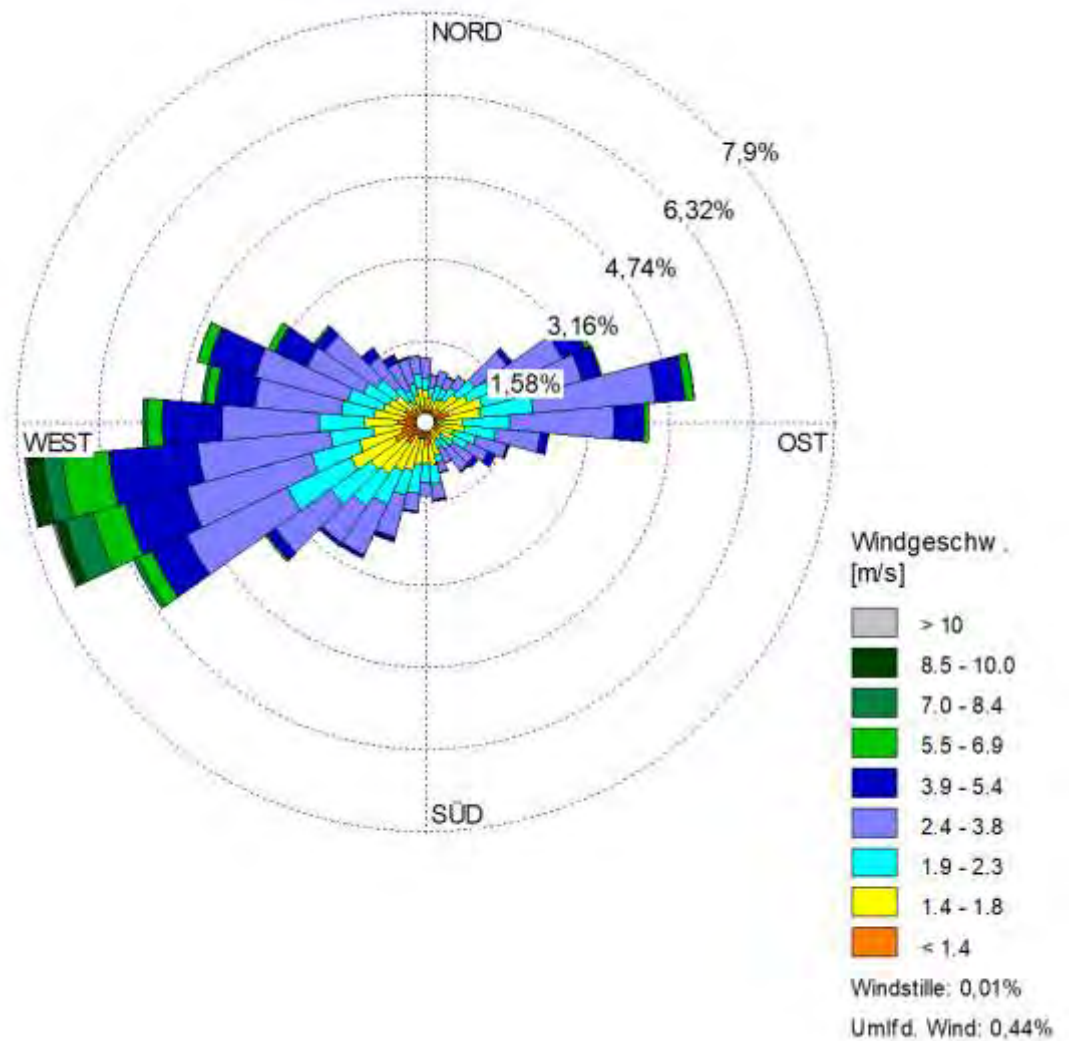 NORD
7,9%
6,32%
4,74%
3,16%
1,58%
WEST
OST
SÜD
Windgeschw .
[m/s]
> 10
8.5 - 10.0
7.0 - 8.4
5.5 - 6.9
3.9 - 5.4
2.4 - 3.8
1.9 - 2.3
1.4 - 1.8
< 1.4
Windstille: 0,01%
Umlfd. Wind: 0,44%